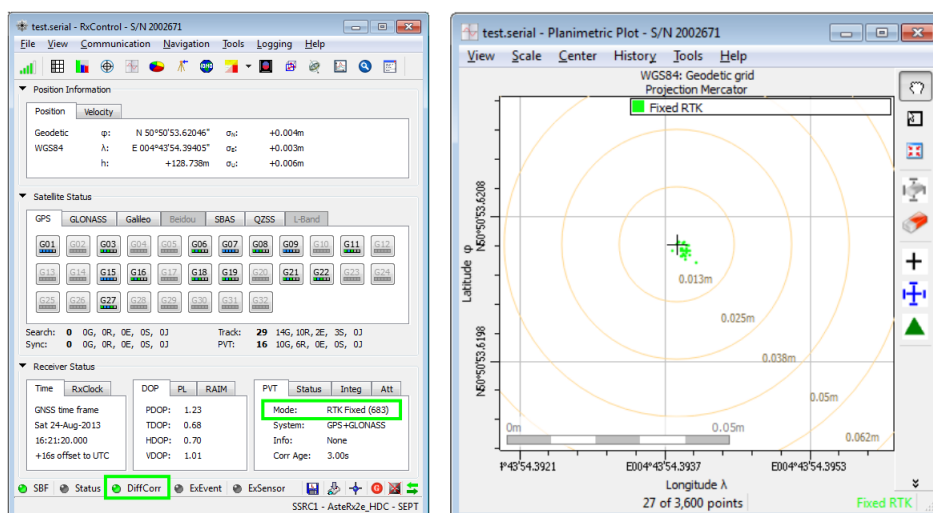 test.serial - RxControl - S/N 2002671
File View Communication Navigation Tools Logging Help
Position Information
Position Velocity
Geodetic φ: N 50°50'53.62046" σN: +0.004m
WGS84 λ: E 004°43'54.39405" σE: +0.003m
h: +128.738m σU: +0.006m
Satellite Status
GPS GLONASS Galileo Beidou SBAS QZSS L-Band
G01 G02 G03 G04 G05 G06 G07 G08 G09 G10 G11 G12
G13 G14 G15 G16 G17 G18 G19 G20 G21 G22 G23 G24
G25 G26 G27 G28 G29 G30 G31 G32
Search: 0 0G, 0R, 0E, 0S, 0J Track: 29 14G, 10R, 2E, 3S, 0J
Sync: 0 0G, 0R, 0E, 0S, 0J PVT: 16 10G, 6R, 0E, 0S, 0J
Receiver Status
Time RxClock DOP PL RAIM PVT Status Integ Att
GNSS time frame PDOP: 1.23 Mode: RTK Fixed (683)
Sat 24-Aug-2013 TDOP: 0.68 System: GPS+GLONASS
16:21:20.000 HDOP: 0.70 Info: None
+16s offset to UTC VDOP: 1.01 Corr Age: 3.00s
SBF Status DiffCorr ExEvent ExSensor
SSRC1 - AsteRx2e_HDC - SEPT
test.serial - Planimetric Plot - S/N 2002671
View Scale Center History Tools Help
WGS84: Geodetic grid
Projection Mercator
Fixed RTK
N50°50'53.6208
N50°50'53.6198
Latitude φ
0.013m
0.025m
0.038m
0.05m
0.062m
0m 0.05m
°43'54.3921 E004°43'54.3937 E004°43'54.3953
Longitude λ
27 of 3,600 points Fixed RTK